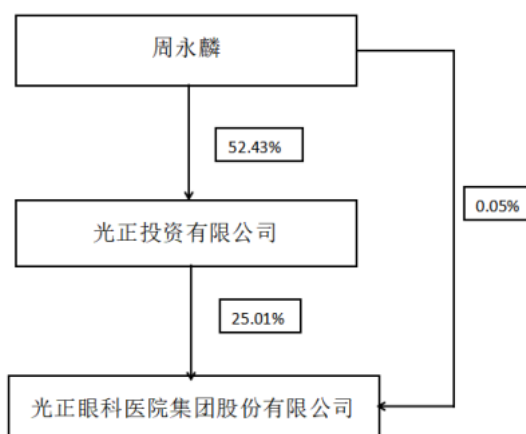 周永麟
52.43%
0.05%
光正投资有限公司
25.01%
光正眼科医院集团股份有限公司